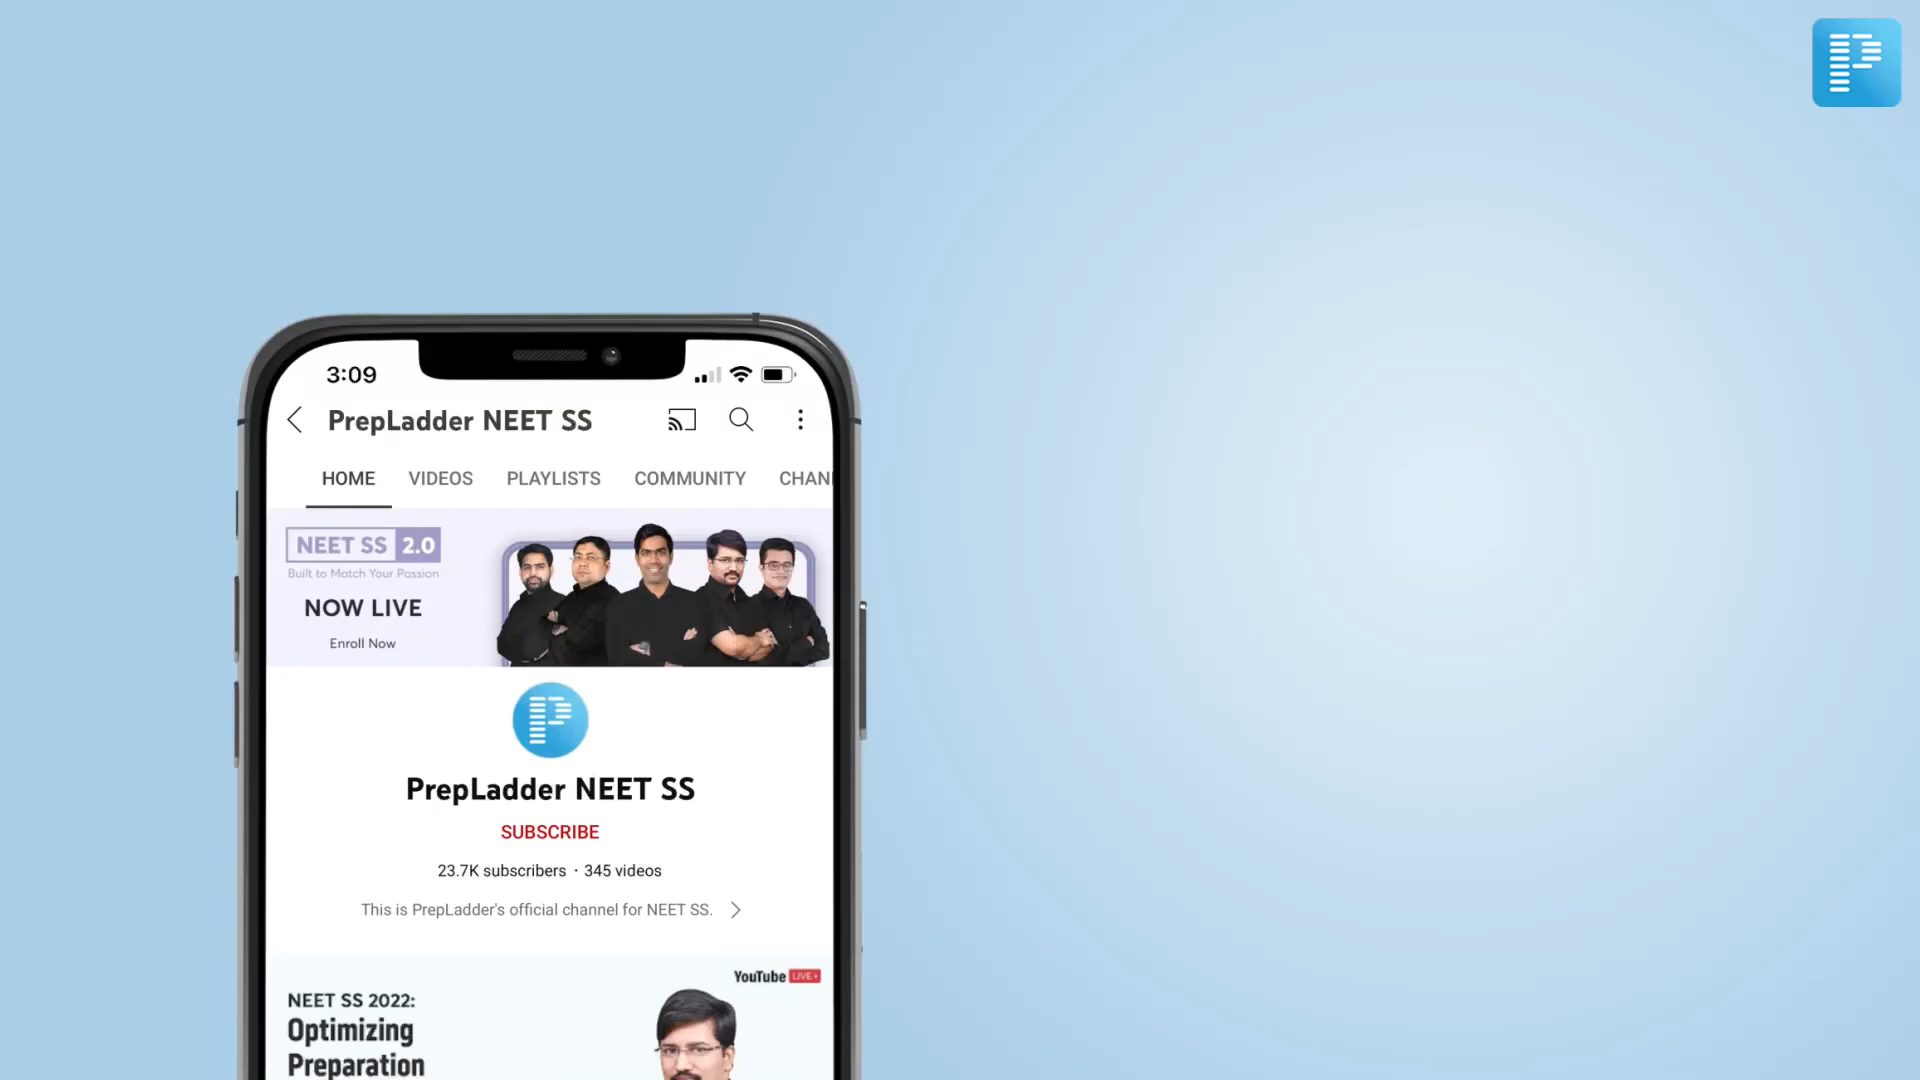 3:09
PrepLadder NEET SS
HOME VIDEOS PLAYLISTS COMMUNITY CHAN
NEET SS 2.0
Built to Match Your Passion
NOW LIVE
Enroll Now
PrepLadder NEET SS
SUBSCRIBE
23.7K subscribers · 345 videos
This is PrepLadder's official channel for NEET SS.
YouTube LIVE
NEET SS 2022:
Optimizing
Preparation